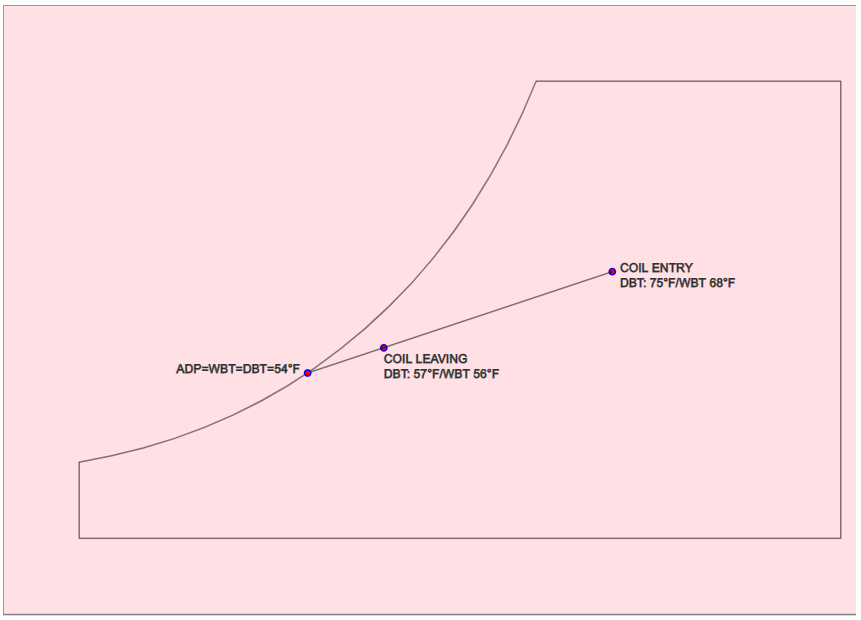 COIL ENTRY
DBT: 75°F/WBT 68°F
COIL LEAVING
DBT: 57°F/WBT 56°F
ADP=WBT=DBT=54°F